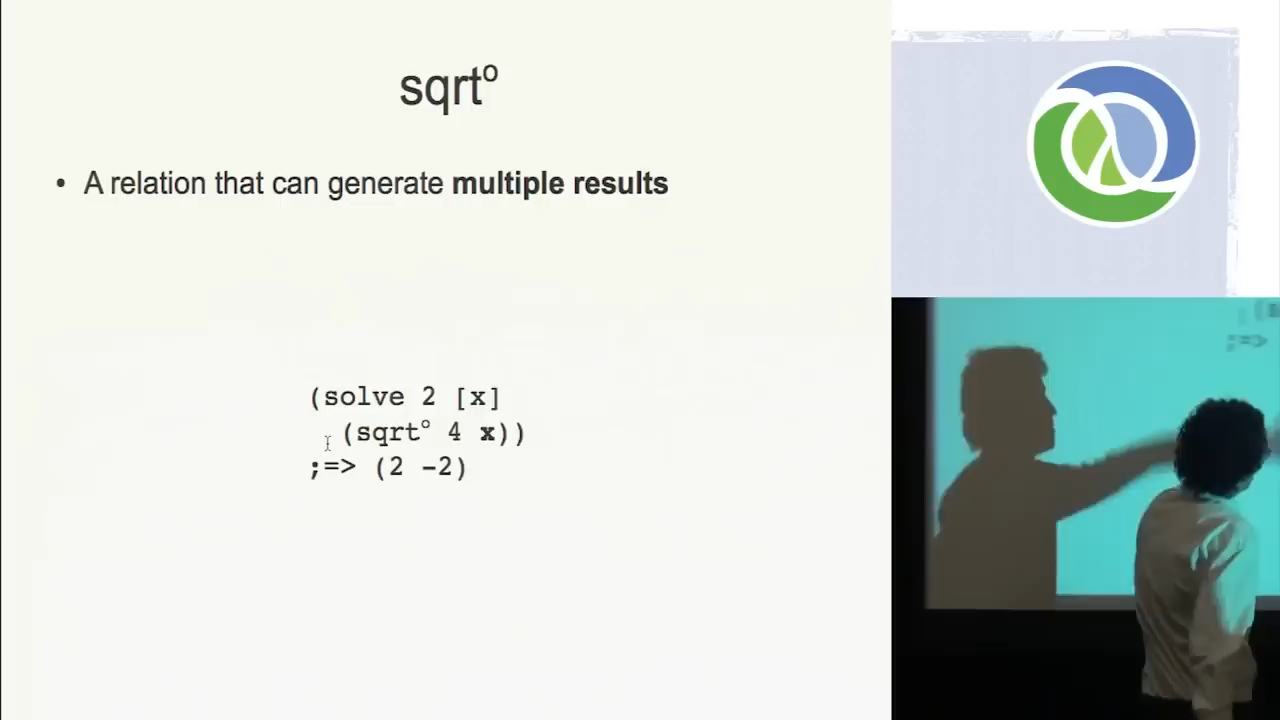 sqrtº
• A relation that can generate multiple results
(solve 2 [x]
(sqrtº 4 x))
;=> (2 -2)
;=>